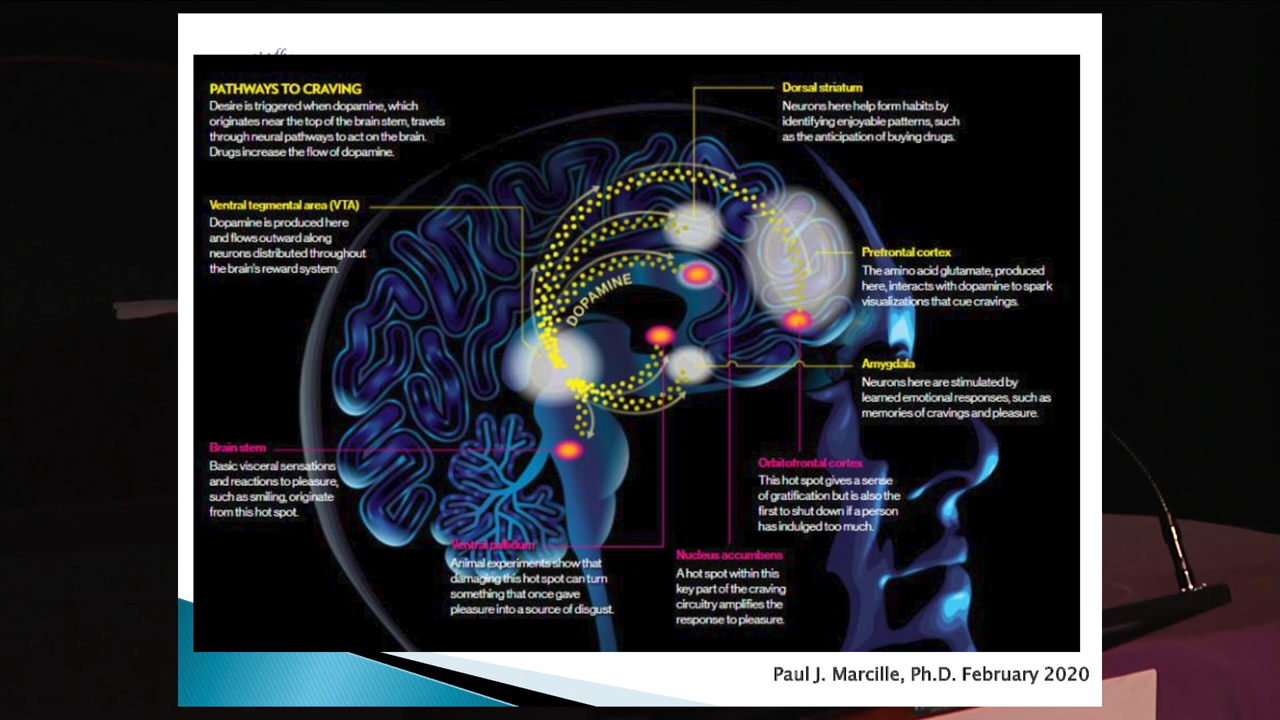 PATHWAYS TO CRAVING
Desire is triggered when dopamine, which
originates near the top of the brain stem, travels
through neural pathways to act on the brain.
Drugs increase the flow of dopamine.
Dorsal striatum
Neurons here help form habits by
identifying enjoyable patterns, such
as the anticipation of buying drugs.
Ventral tegmental area (VTA)
Dopamine is produced here
and flows outward along
neurons distributed throughout
the brain's reward system.
DOPAMINE
Prefrontal cortex
The amino acid glutamate, produced
here, interacts with dopamine to spark
visualizations that cue cravings.
Amygdala
Neurons here are stimulated by
learned emotional responses, such as
memories of cravings and pleasure.
Brain stem
Basic visceral sensations
and reactions to pleasure,
such as smiling, originate
from this hot spot.
Orbitofrontal cortex
This hot spot gives a sense
of gratification but is also the
first to shut down if a person
has indulged too much.
Ventral pallidum
Animal experiments show that
damaging this hot spot can turn
something that once gave
pleasure into a source of disgust.
Nucleus accumbens
A hot spot within this
key part of the craving
circuitry amplifies the
response to pleasure.
Paul J. Marcille, Ph.D. February 2020